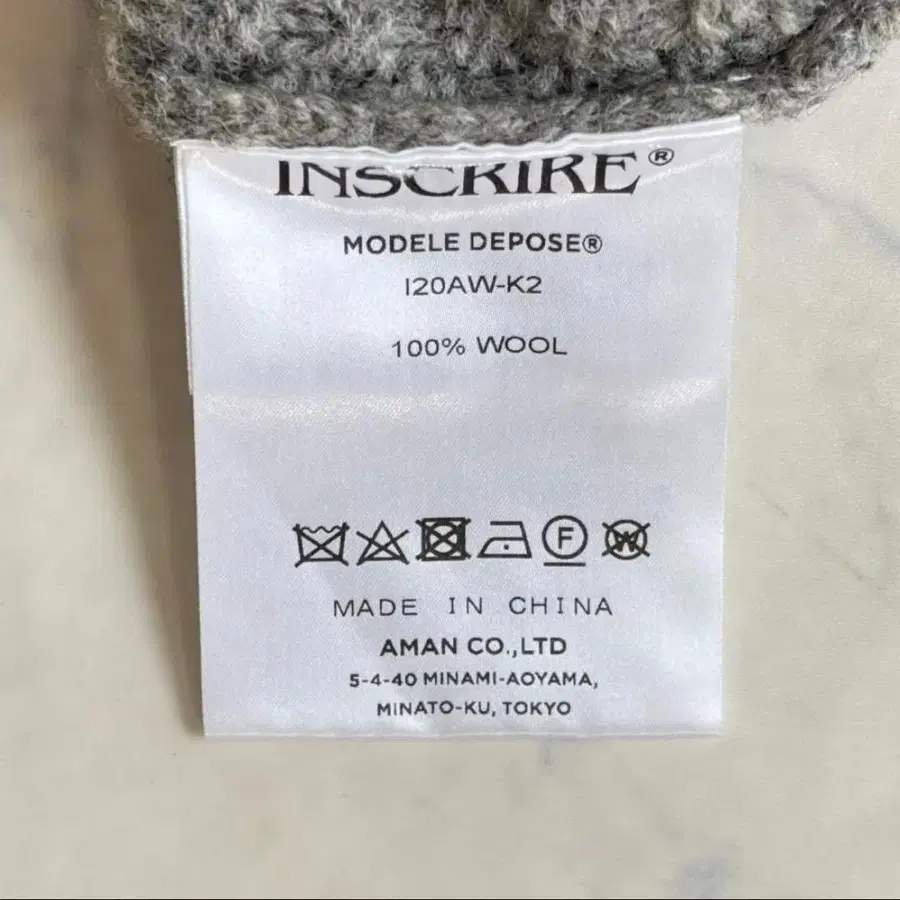 INSCRIRE®
MODELE DEPOSE®
I20AW-K2
100% WOOL
F W
MADE IN CHINA
AMAN CO.,LTD
5-4-40 MINAMI-AOYAMA,
MINATO-KU, TOKYO